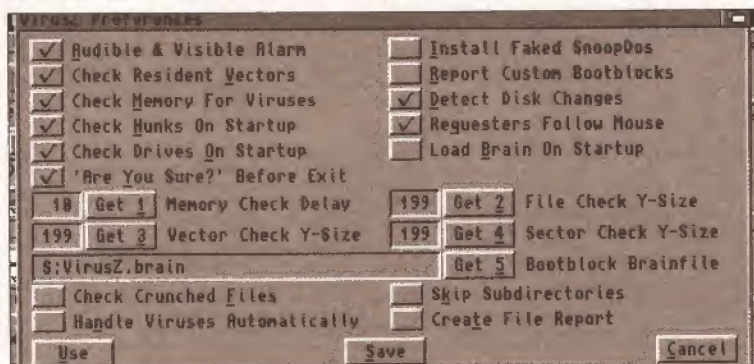 VirusZ Preferences
Audible & Visible Alarm
Install Faked SnoopDos
Check Resident Vectors
Report Custom Bootblocks
Check Memory For Viruses
Detect Disk Changes
Check Hunks On Startup
Requesters Follow Mouse
Check Drives On Startup
Load Brain On Startup
'Are You Sure?' Before Exit
10 Get 1 Memory Check Delay
199 Get 2 File Check Y-Size
199 Get 3 Vector Check Y-Size
199 Get 4 Sector Check Y-Size
S:VirusZ.brain Get 5 Bootblock Brainfile
Check Crunched Files
Skip Subdirectories
Handle Viruses Automatically
Create File Report
Use Save Cancel